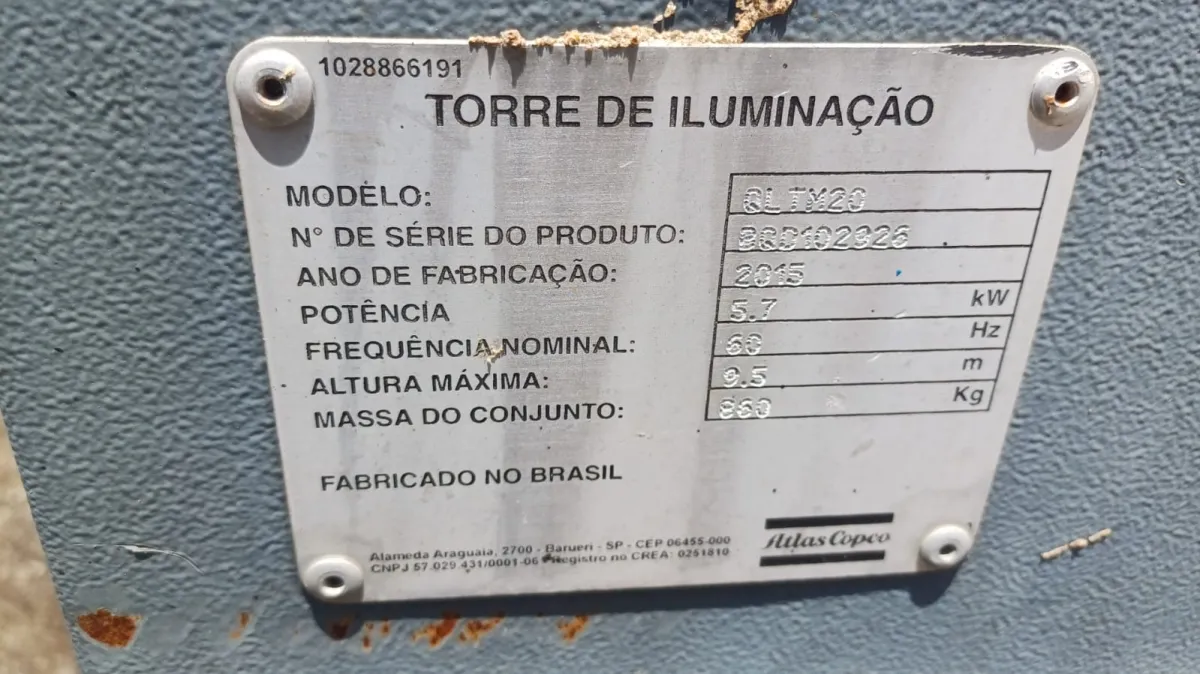 1028866191
TORRE DE ILUMINAÇÃO
MODELO: QLTM20
N° DE SÉRIE DO PRODUTO:
ANO DE FABRICAÇÃO: 2015
POTÊNCIA 5.7 kW
FREQUÊNCIA NOMINAL: 60 Hz
ALTURA MÁXIMA: 9.5 m
MASSA DO CONJUNTO: 860 Kg
FABRICADO NO BRASIL
Alameda Araguaia, 2700 - Barueri - SP - CEP 06455-000
CNPJ 57.029.431/0001-06 Registro no CREA: 0251810
Atlas Copco